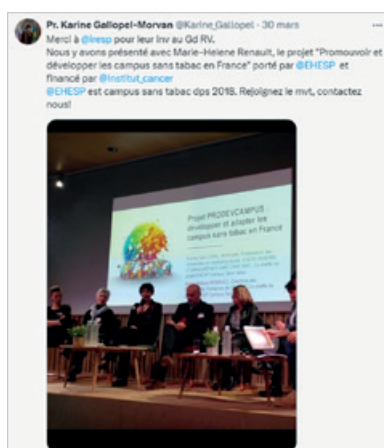 Pr. Karine Gallopel-Morvan @Karine_Gallopel · 30 mars
Merci à @iresp pour leur inv au Gd RV.
Nous y avons présenté avec Marie-Helene Renault, le projet "Promouvoir et
développer les campus sans tabac en France" porté par @EHESP et
financé par @Institut_cancer
@EHESP est campus sans tabac dps 2018. Rejoignez le mvt, contactez
nous!
Projet PRODEVCAMPUS :
développer et adapter les
campus sans tabac en France